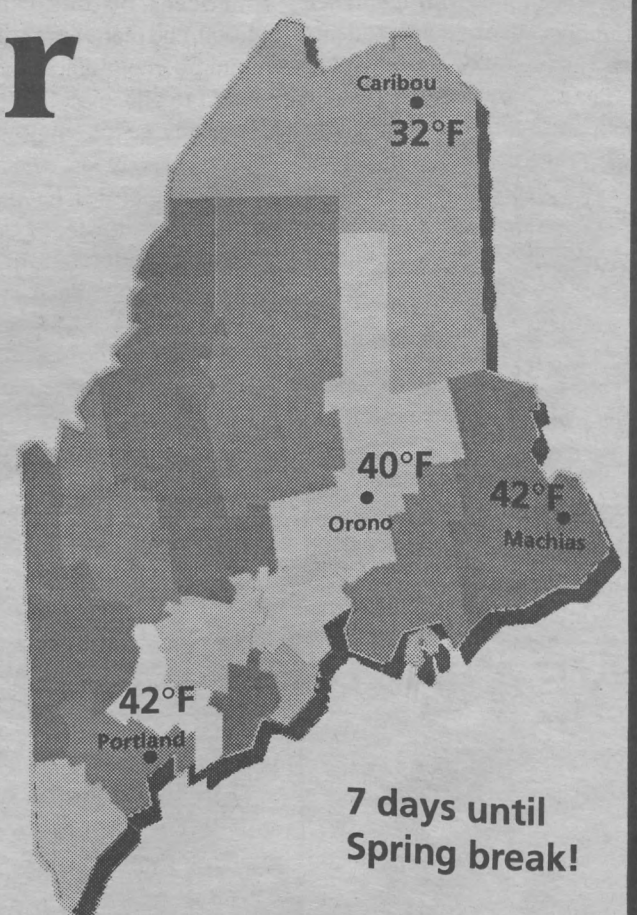 r
Caribou
32°F
40°F
Orono
42°F
Machias
42°F
Portland
7 days until
Spring break!